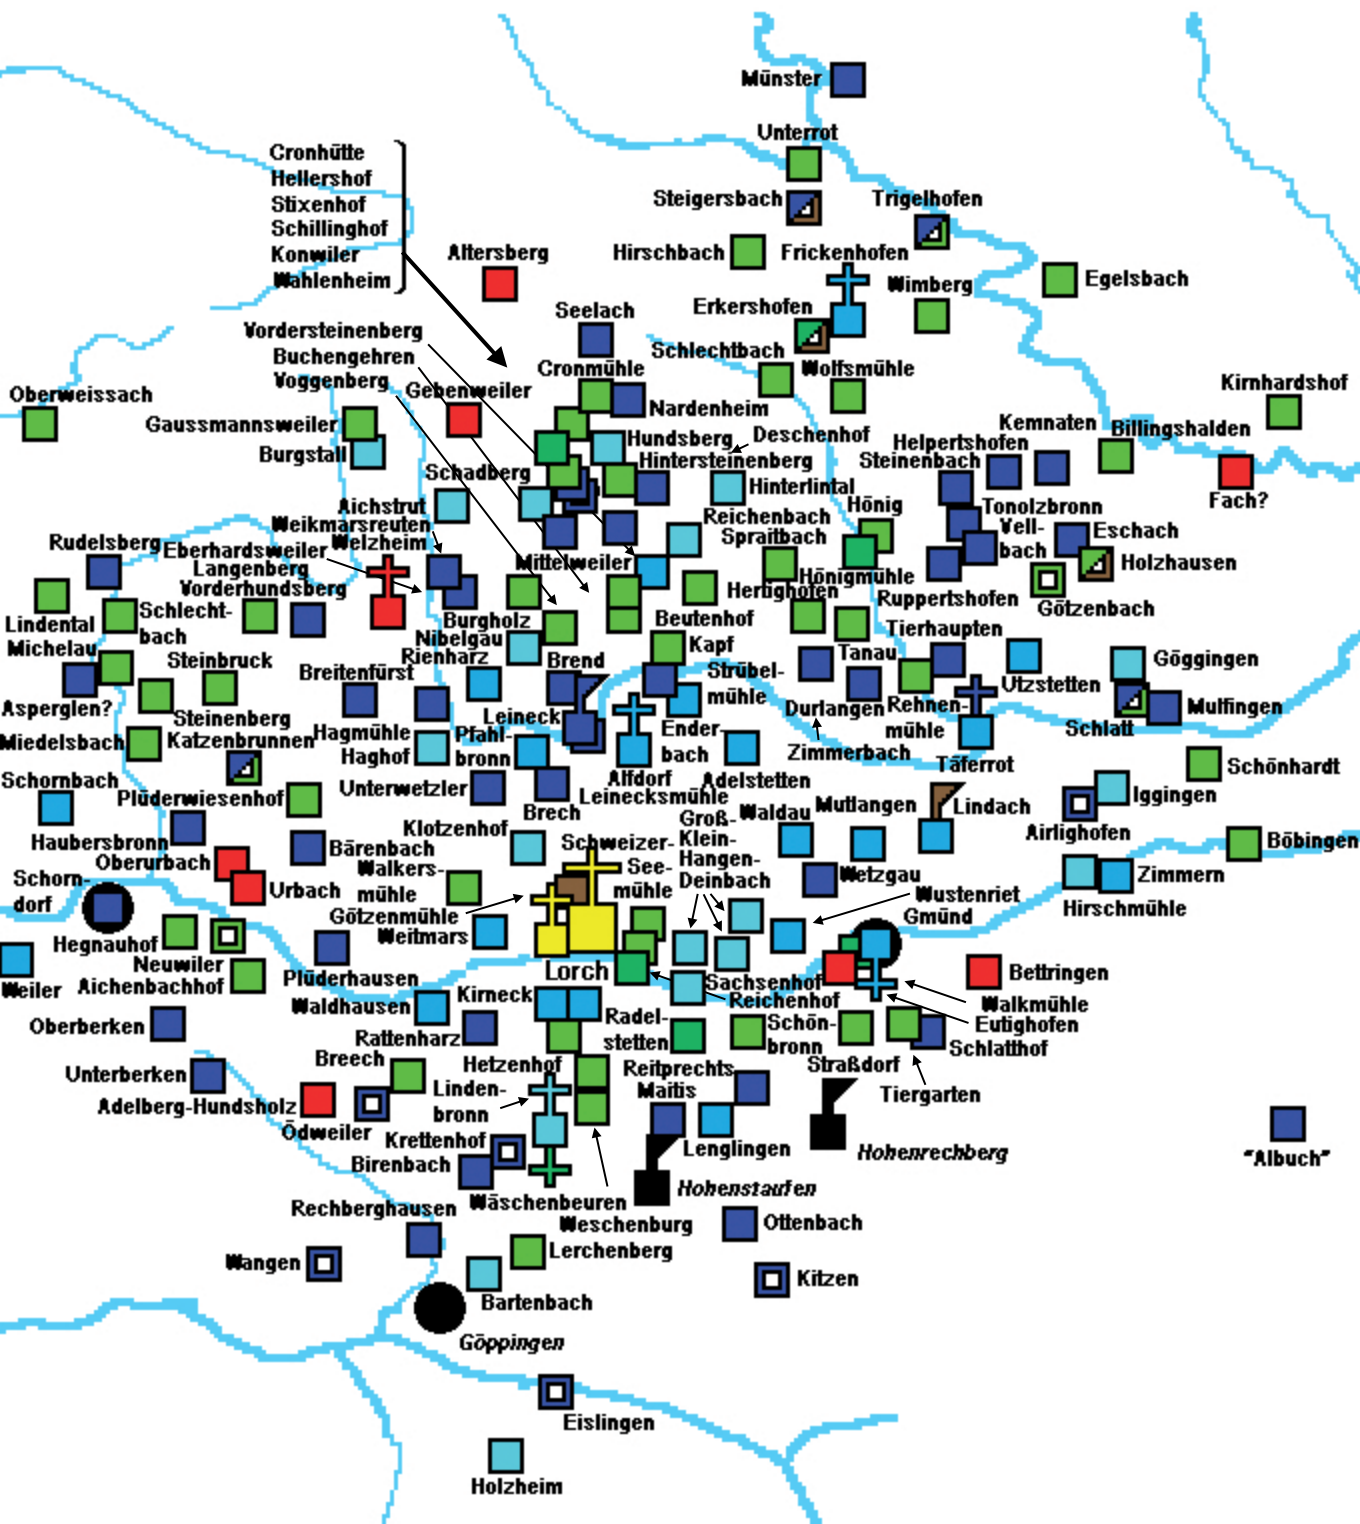 Münster
Unterrot
Cronhütte
Hellershof
Stixenhof
Schillinghof
Konwiler
Wahlenheim
Steigersbach
Trigelhofen
Altersberg
Hirschbach
Frickenhofen
Egelsbach
Wimberg
Erkershofen
Seelach
Vordersteinenberg
Buchengehren
Voggenberg
Schlechtbach
Cronmühle
Wolfsmühle
Gebenweiler
Kirnhardshof
Oberweissach
Nardenheim
Gaussmannsweiler
Kemnaten
Billingshalden
Hundsberg
Deschenhof
Helpertshofen
Burgstall
Hintersteinenberg
Steinenbach
Schadberg
Hinterlintal
Fach?
Aichstrut
Hönig
Tonolzbronn
Weikmarsreuten
Reichenbach
Welzheim
Spraitbach
Vell-
bach
Eschach
Rudelsberg
Eberhardsweiler
Mittelweiler
Holzhausen
Langenberg
Hönigmühle
Vorderhundsberg
Hertighofen
Ruppertshofen
Götzenbach
Lindental
Schlecht-
bach
Burgholz
Beutenhof
Nibelgau
Tierhaupten
Michelau
Kapf
Steinbruck
Rienharz
Brend
Tanau
Göggingen
Breitenfürst
Strübel-
mühle
Utzstetten
Asperglen?
Durlangen
Rehnen-
mühle
Mulfingen
Steinenberg
Leineck
Schlatt
Miedelsbach
Katzenbrunnen
Hagmühle
Pfahl-
bronn
Ender-
bach
Haghof
Zimmerbach
Täferrot
Schönhardt
Schornbach
Alfdorf
Adelstetten
Unterwetzler
Plüderwiesenhof
Leinecksmühle
Iggingen
Brech
Mutlangen
Lindach
Groß-
Klein-
Hangen-
Deinbach
Waldau
Airlighofen
Klotzenhof
Haubersbronn
Bärenbach
Schweizer-
Böbingen
Oberurbach
Walkers-
mühle
See-
mühle
Wetzgau
Zimmern
Schorn-
dorf
Urbach
Wustenriet
Hirschmühle
Götzenmühle
Gmünd
Weitmars
Hegnauhof
Neuwiler
Lorch
Bettringen
Weiler
Aichenbachhof
Plüderhausen
Sachsenhof
Kirneck
Reichenhof
Walkmühle
Waldhausen
Radel-
stetten
Schön-
bronn
Eutighofen
Oberberken
Rattenharz
Schlatthof
Breech
Hetzenhof
Straßdorf
Reitprechts
Unterberken
Linden-
bronn
Maitis
Tiergarten
Adelberg-Hundsholz
Ödweiler
Krettenhof
Lenglingen
Hohenrechberg
"Albuch"
Birenbach
Hohenstaufen
Wäschenbeuren
Rechberghausen
Weschenburg
Ottenbach
Lerchenberg
Wangen
Kitzen
Bartenbach
Göppingen
Eislingen
Holzheim